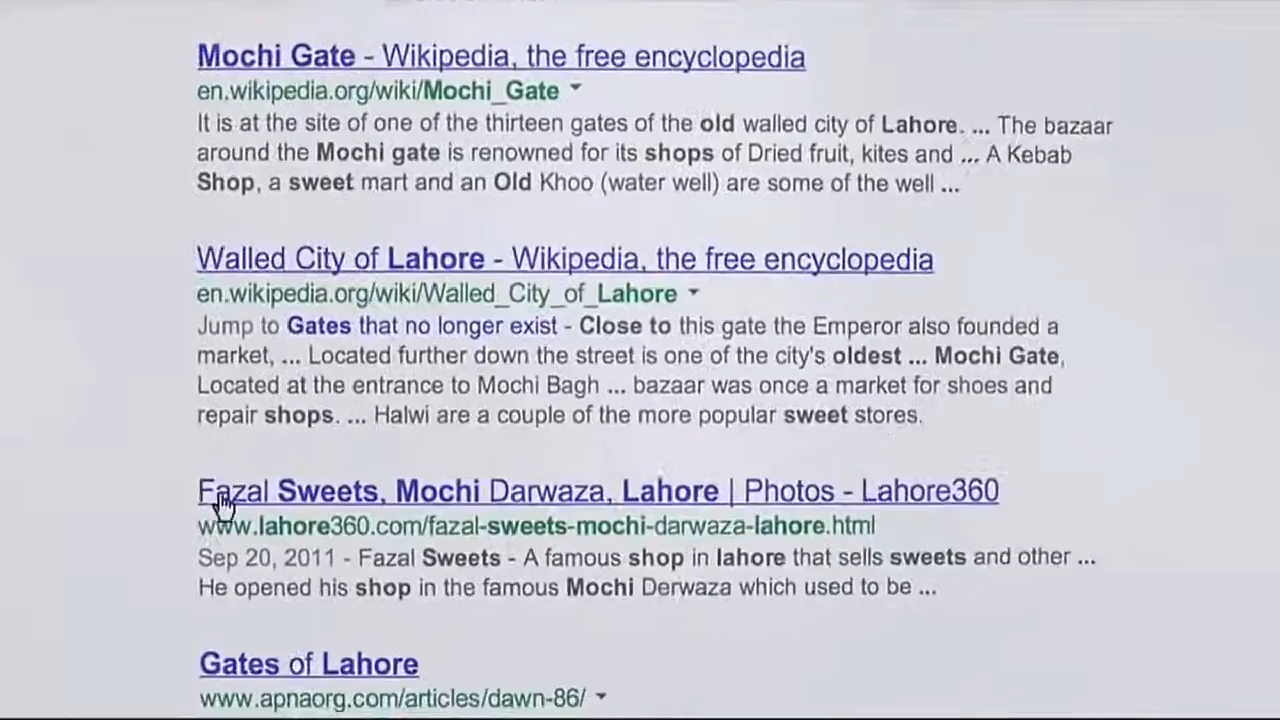 Mochi Gate - Wikipedia, the free encyclopedia
en.wikipedia.org/wiki/Mochi_Gate
It is at the site of one of the thirteen gates of the old walled city of Lahore. ... The bazaar
around the Mochi gate is renowned for its shops of Dried fruit, kites and ... A Kebab
Shop, a sweet mart and an Old Khoo (water well) are some of the well ...
Walled City of Lahore - Wikipedia, the free encyclopedia
en.wikipedia.org/wiki/Walled_City_of_Lahore
Jump to Gates that no longer exist - Close to this gate the Emperor also founded a
market, ... Located further down the street is one of the city's oldest ... Mochi Gate,
Located at the entrance to Mochi Bagh ... bazaar was once a market for shoes and
repair shops. ... Halwi are a couple of the more popular sweet stores.
Fazal Sweets, Mochi Darwaza, Lahore | Photos - Lahore360
www.lahore360.com/fazal-sweets-mochi-darwaza-lahore.html
Sep 20, 2011 - Fazal Sweets - A famous shop in lahore that sells sweets and other ...
He opened his shop in the famous Mochi Derwaza which used to be ...
Gates of Lahore
www.apnaorg.com/articles/dawn-86/